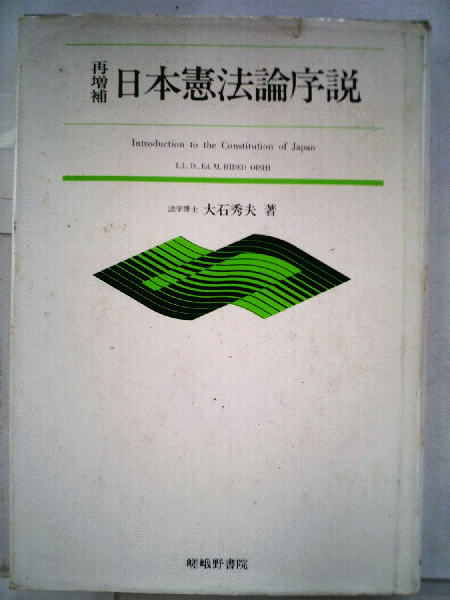 再増補 日本憲法論序説
Introduction to the Constitution of Japan
L.L. D., Ed. M. HIDEO OISHI
法学博士 大石秀夫 著
嵯峨野書院